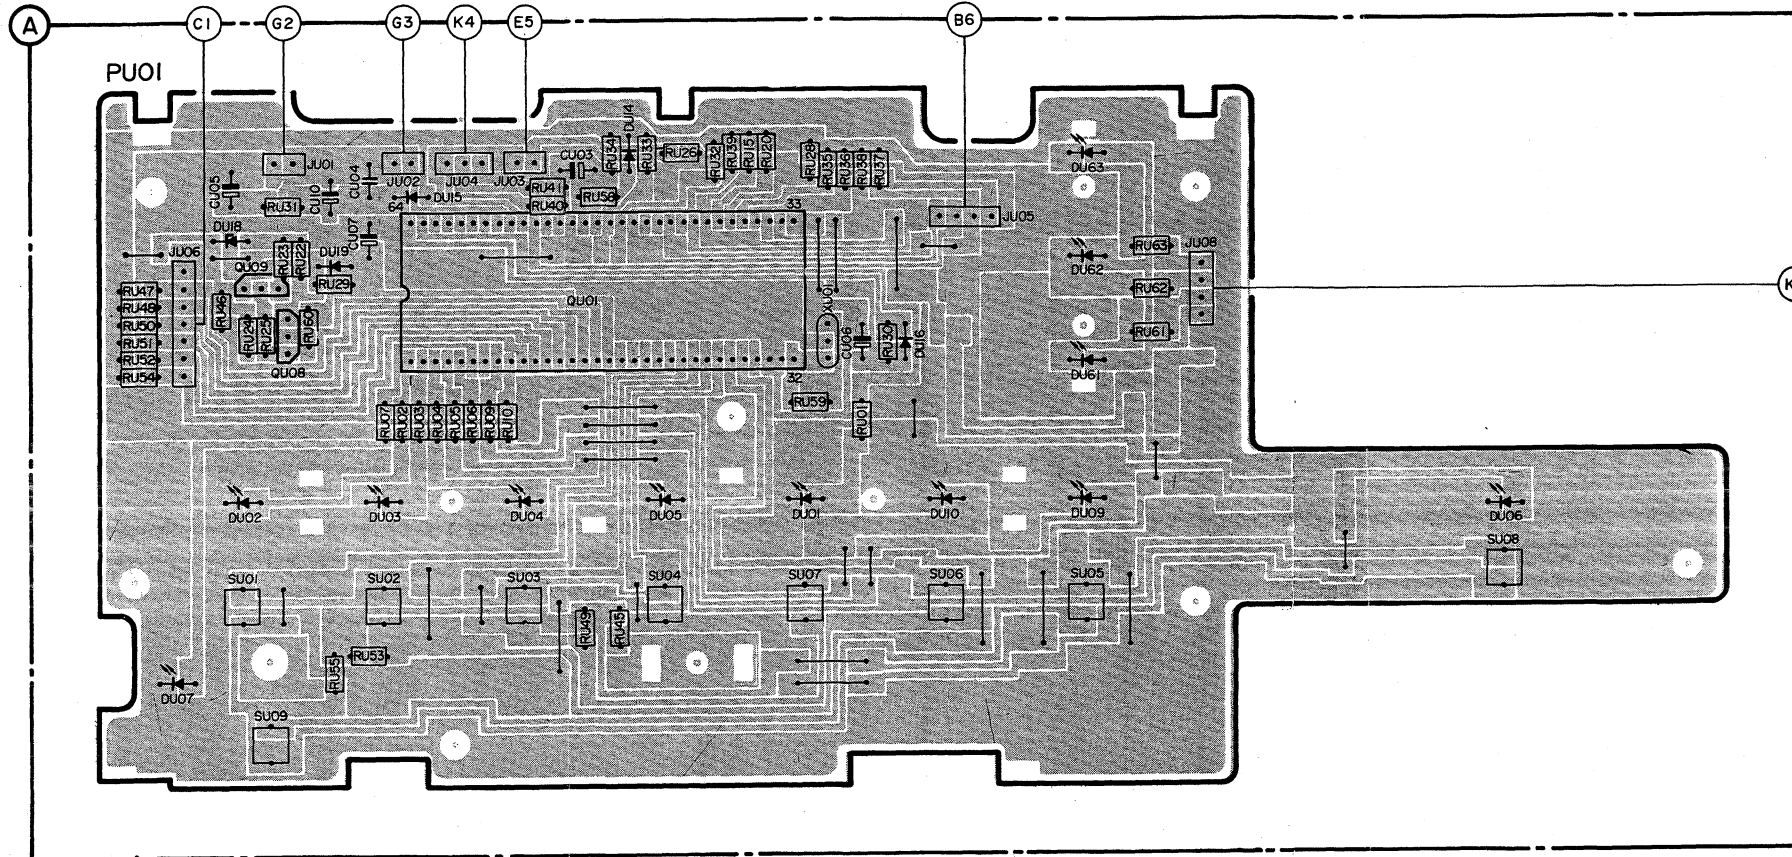 A C1 G2 G3 K4 E5 B6
PU01
DU14
JU01 CU04 CU03 RU34 RU33 RU26 RU32 RU39 RU15 RU20 RU28 RU35 RU36 RU38 RU37 DU63
CU05 RU31 CU10 JU02 JU04 JU03 RU41 RU58
64 DU15 RU40 33 JU05
DU18 CU07
JU06 RU23 RU22 DU19 DU62 RU63 JU08
QU09 RU29
RU47 RU46 QU01 XU01 RU62 K
RU48
RU50 RU24 RU25 RU60 CU06 RU30 DU16 RU61
RU51
RU52
RU54 QU08 32 DU61
RU07 RU02 RU03 RU04 RU05 RU06 RU09 RU10 RU59 RU01
DU02 DU03 DU04 DU05 DU01 DU10 DU09 DU06
SU08
SU01 SU02 SU03 SU04 SU07 SU06 SU05
RU49 RU45
RU55 RU53
DU07
SU09